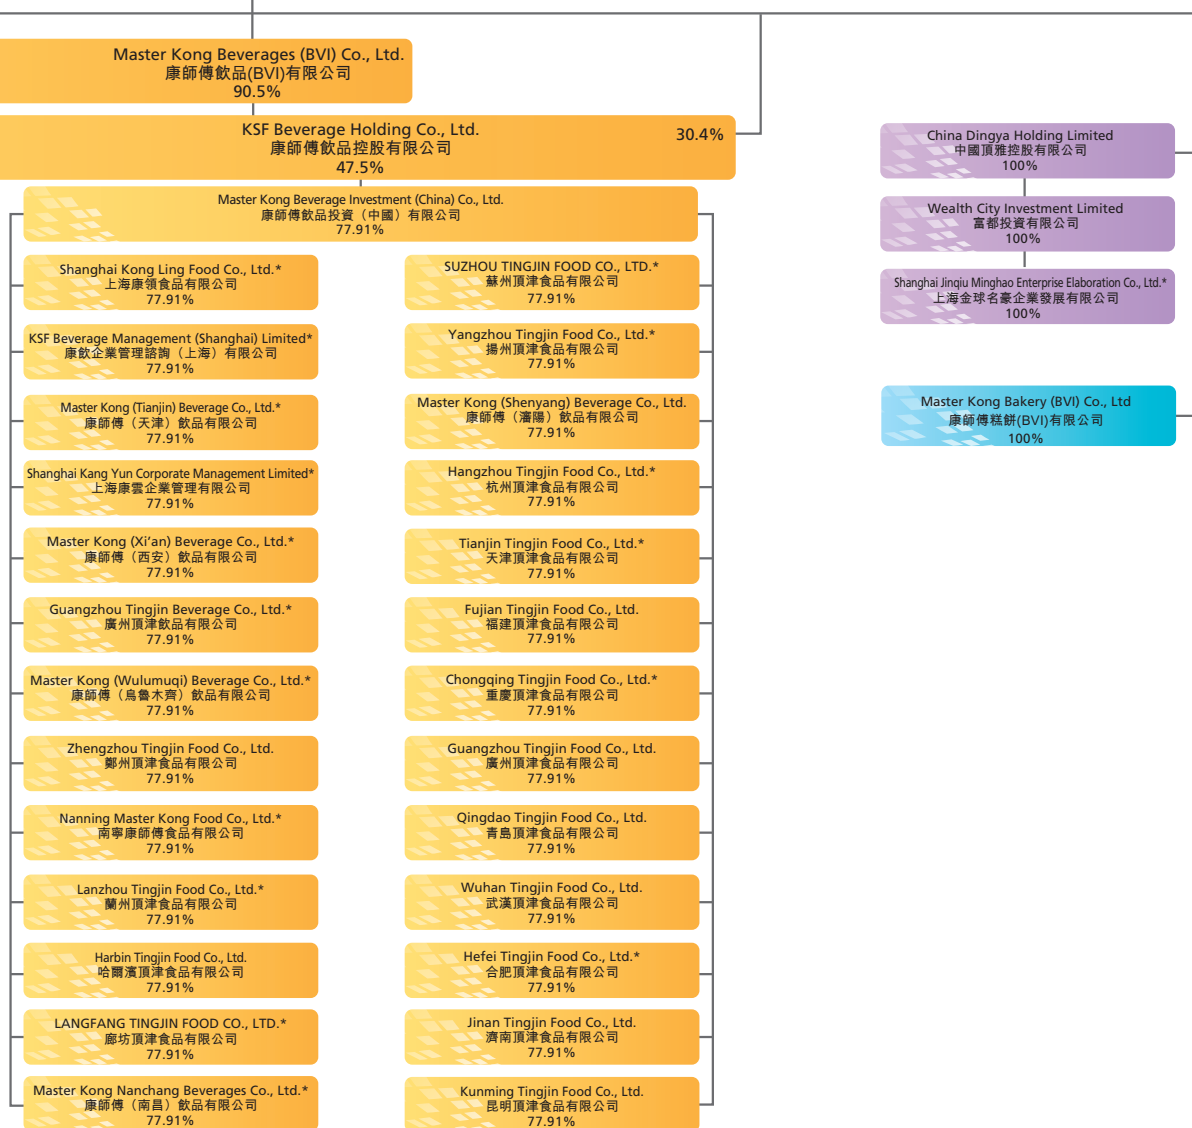 Master Kong Beverages (BVI) Co., Ltd.
康師傅飲品(BVI)有限公司
90.5%
KSF Beverage Holding Co., Ltd.
康師傅飲品控股有限公司
47.5%
30.4%
Master Kong Beverage Investment (China) Co., Ltd.
康師傅飲品投資（中國）有限公司
77.91%
Shanghai Kong Ling Food Co., Ltd.*
上海康領食品有限公司
77.91%
KSF Beverage Management (Shanghai) Limited*
康飲企業管理諮詢（上海）有限公司
77.91%
Master Kong (Tianjin) Beverage Co., Ltd.*
康師傅（天津）飲品有限公司
77.91%
Shanghai Kang Yun Corporate Management Limited*
上海康雲企業管理有限公司
77.91%
Master Kong (Xi’an) Beverage Co., Ltd.*
康師傅（西安）飲品有限公司
77.91%
Guangzhou Tingjin Beverage Co., Ltd.*
廣州頂津飲品有限公司
77.91%
Master Kong (Wulumuqi) Beverage Co., Ltd.*
康師傅（烏魯木齊）飲品有限公司
77.91%
Zhengzhou Tingjin Food Co., Ltd.
鄭州頂津食品有限公司
77.91%
Nanning Master Kong Food Co., Ltd.*
南寧康師傅食品有限公司
77.91%
Lanzhou Tingjin Food Co., Ltd.*
蘭州頂津食品有限公司
77.91%
Harbin Tingjin Food Co., Ltd.
哈爾濱頂津食品有限公司
77.91%
LANGFANG TINGJIN FOOD CO., LTD.*
廊坊頂津食品有限公司
77.91%
Master Kong Nanchang Beverages Co., Ltd.*
康師傅（南昌）飲品有限公司
77.91%
SUZHOU TINGJIN FOOD CO., LTD.*
蘇州頂津食品有限公司
77.91%
Yangzhou Tingjin Food Co., Ltd.*
揚州頂津食品有限公司
77.91%
Master Kong (Shenyang) Beverage Co., Ltd.
康師傅（瀋陽）飲品有限公司
77.91%
Hangzhou Tingjin Food Co., Ltd.*
杭州頂津食品有限公司
77.91%
Tianjin Tingjin Food Co., Ltd.*
天津頂津食品有限公司
77.91%
Fujian Tingjin Food Co., Ltd.
福建頂津食品有限公司
77.91%
Chongqing Tingjin Food Co., Ltd.*
重慶頂津食品有限公司
77.91%
Guangzhou Tingjin Food Co., Ltd.
廣州頂津食品有限公司
77.91%
Qingdao Tingjin Food Co., Ltd.
青島頂津食品有限公司
77.91%
Wuhan Tingjin Food Co., Ltd.
武漢頂津食品有限公司
77.91%
Hefei Tingjin Food Co., Ltd.*
合肥頂津食品有限公司
77.91%
Jinan Tingjin Food Co., Ltd.
濟南頂津食品有限公司
77.91%
Kunming Tingjin Food Co., Ltd.
昆明頂津食品有限公司
77.91%
China Dingya Holding Limited
中國頂雅控股有限公司
100%
Wealth City Investment Limited
富都投資有限公司
100%
Shanghai Jinqiu Minghao Enterprise Elaboration Co., Ltd.*
上海金球名豪企業發展有限公司
100%
Master Kong Bakery (BVI) Co., Ltd
康師傅糕餅(BVI)有限公司
100%